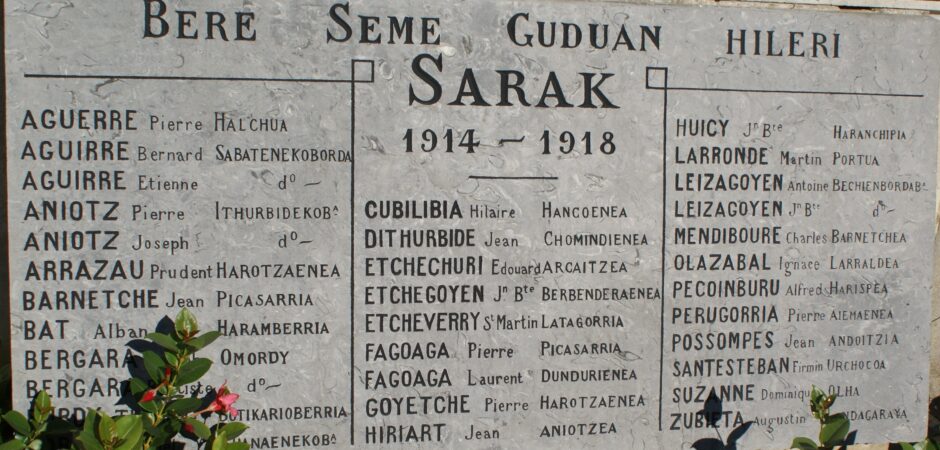 BERE SEME GUDUAN HILERI
SARAK
1914 - 1918
AGUERRE Pierre HALCHUA
AGUIRRE Bernard SABATENEKOBORDA
AGUIRRE Etienne dº -
ANIOTZ Pierre ITHURBIDEKOBᴬ
ANIOTZ Joseph dº -
ARRAZAU Prudent HAROTZAENEA
BARNETCHE Jean PICASARRIA
BAT Alban HARAMBERRIA
BERGARA OMORDY
BERGARA dº -
BOTIKARIOBERRIA
CUBILIBIA Hilaire HANCOENEA
DITHURBIDE Jean CHOMINDIENEA
ETCHECHURI Edouard ARCAITZEA
ETCHEGOYEN Jⁿ Bᵗᵉ BERBENDERAENEA
ETCHEVERRY Sᵗ Martin LATAGORRIA
FAGOAGA Pierre PICASARRIA
FAGOAGA Laurent DUNDURIENEA
GOYETCHE Pierre HAROTZAENEA
HIRIART Jean ANIOTZEA
HUICY Jⁿ Bᵗᵉ HARANCHIPIA
LARRONDE Martin PORTUA
LEIZAGOYEN Antoine BECHIENBORDABᴬ
LEIZAGOYEN Jⁿ Bᵗᵉ dº -
MENDIBOURE Charles BARNETCHEA
OLAZABAL Ignace LARRALDEA
PECOINBURU Alfred HARISPEA
PERUGORRIA Pierre AIEMAENEA
POSSOMPES Jean ANDOITZIA
SANTESTEBAN Firmin URCHOCOA
SUZANNE Dominique OLHA
ZUBIETA Augustin